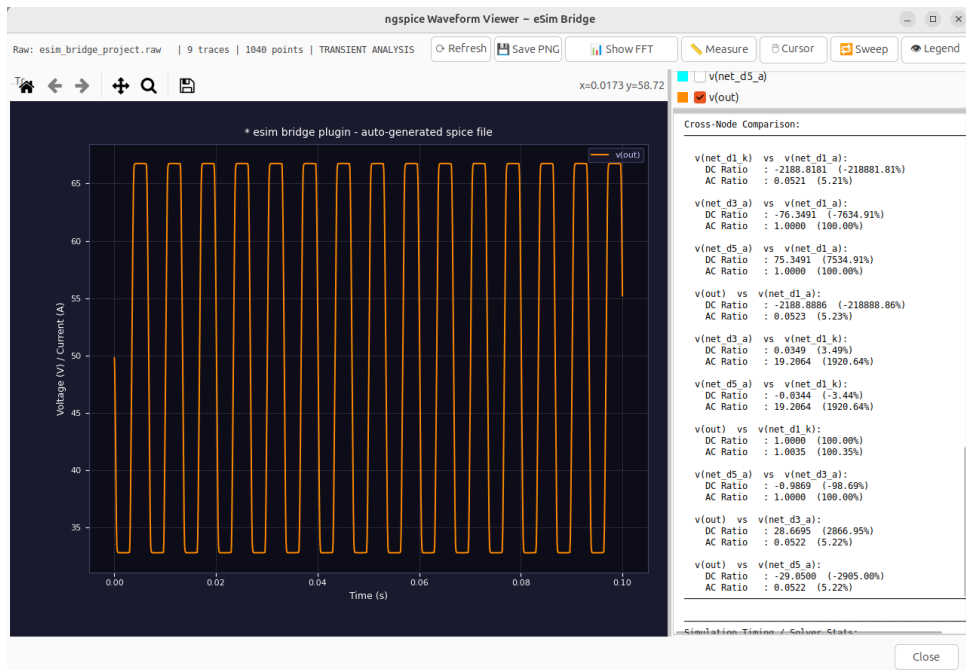 ngspice Waveform Viewer – eSim Bridge
Raw: esim_bridge_project.raw | 9 traces | 1040 points | TRANSIENT ANALYSIS
Refresh
Save PNG
Show FFT
Measure
Cursor
Sweep
Legend
x=0.0173 y=58.72
v(net_d5_a)
v(out)
* esim bridge plugin - auto-generated spice file
v(out)
Voltage (V) / Current (A)
65
60
55
50
45
40
35
0.00 0.02 0.04 0.06 0.08 0.10
Time (s)
Cross-Node Comparison:
v(net_d1_k) vs v(net_d1_a):
DC Ratio : -2188.8181 (-218881.81%)
AC Ratio : 0.0521 (5.21%)
v(net_d3_a) vs v(net_d1_a):
DC Ratio : -76.3491 (-7634.91%)
AC Ratio : 1.0000 (100.00%)
v(net_d5_a) vs v(net_d1_a):
DC Ratio : 75.3491 (7534.91%)
AC Ratio : 1.0000 (100.00%)
v(out) vs v(net_d1_a):
DC Ratio : -2188.8886 (-218888.86%)
AC Ratio : 0.0523 (5.23%)
v(net_d3_a) vs v(net_d1_k):
DC Ratio : 0.0349 (3.49%)
AC Ratio : 19.2064 (1920.64%)
v(net_d5_a) vs v(net_d1_k):
DC Ratio : -0.0344 (-3.44%)
AC Ratio : 19.2064 (1920.64%)
v(out) vs v(net_d1_k):
DC Ratio : 1.0000 (100.00%)
AC Ratio : 1.0035 (100.35%)
v(net_d5_a) vs v(net_d3_a):
DC Ratio : -0.9869 (-98.69%)
AC Ratio : 1.0000 (100.00%)
v(out) vs v(net_d3_a):
DC Ratio : 28.6695 (2866.95%)
AC Ratio : 0.0522 (5.22%)
v(out) vs v(net_d5_a):
DC Ratio : -29.0500 (-2905.00%)
AC Ratio : 0.0522 (5.22%)
Simulation Timing / Solver Stats:
Close